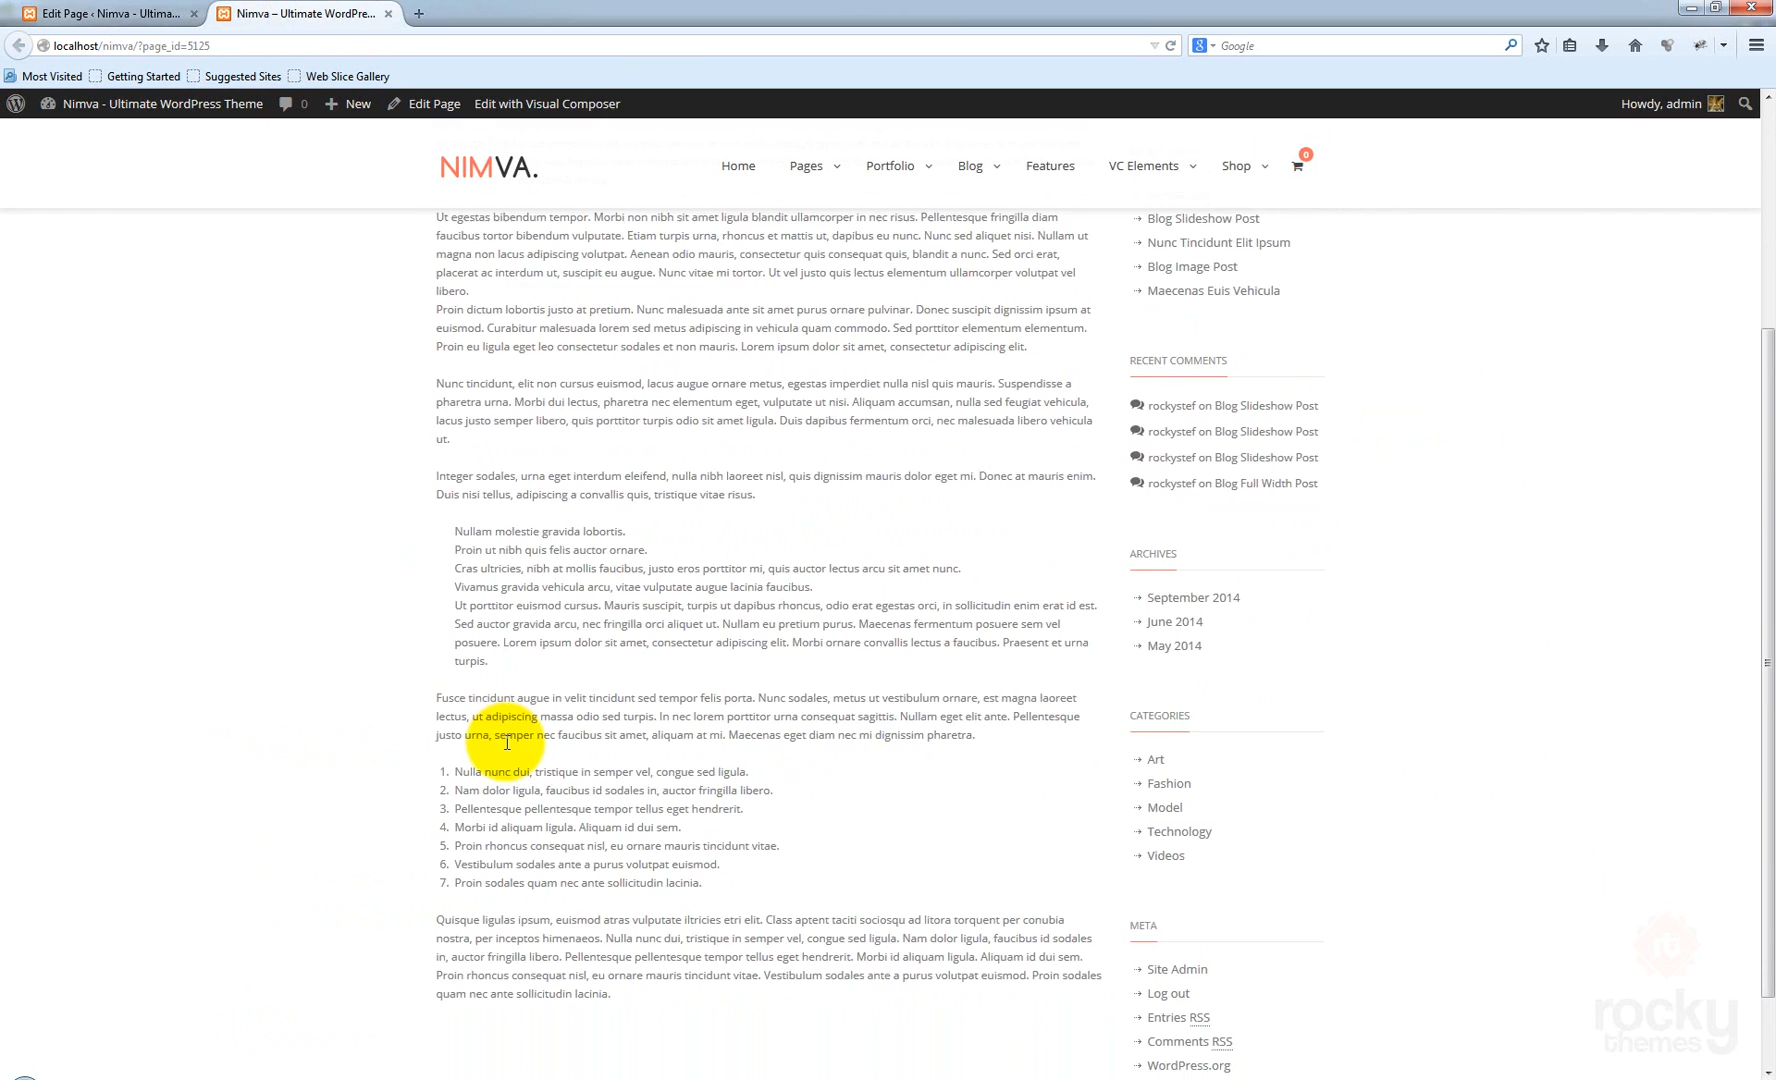 Edit Page ‹ Nimva - Ultima...
Nimva – Ultimate WordPre...
localhost/nimva/?page_id=5125
Google
Most Visited
Getting Started
Suggested Sites
Web Slice Gallery
Nimva - Ultimate WordPress Theme
0
New
Edit Page
Edit with Visual Composer
Howdy, admin
NIMVA.
Home
Pages
Portfolio
Blog
Features
VC Elements
Shop
0
Ut egestas bibendum tempor. Morbi non nibh sit amet ligula blandit ullamcorper in nec risus. Pellentesque fringilla diam
faucibus tortor bibendum vulputate. Etiam turpis urna, rhoncus et mattis ut, dapibus eu nunc. Nunc sed aliquet nisi. Nullam ut
magna non lacus adipiscing volutpat. Aenean odio mauris, consectetur quis consequat quis, blandit a nunc. Sed orci erat,
placerat ac interdum ut, suscipit eu augue. Nunc vitae mi tortor. Ut vel justo quis lectus elementum ullamcorper volutpat vel
libero.
Proin dictum lobortis justo at pretium. Nunc malesuada ante sit amet purus ornare pulvinar. Donec suscipit dignissim ipsum at
euismod. Curabitur malesuada lorem sed metus adipiscing in vehicula quam commodo. Sed porttitor elementum elementum.
Proin eu ligula eget leo consectetur sodales et non mauris. Lorem ipsum dolor sit amet, consectetur adipiscing elit.
Nunc tincidunt, elit non cursus euismod, lacus augue ornare metus, egestas imperdiet nulla nisl quis mauris. Suspendisse a
pharetra urna. Morbi dui lectus, pharetra nec elementum eget, vulputate ut nisi. Aliquam accumsan, nulla sed feugiat vehicula,
lacus justo semper libero, quis porttitor turpis odio sit amet ligula. Duis dapibus fermentum orci, nec malesuada libero vehicula
ut.
Integer sodales, urna eget interdum eleifend, nulla nibh laoreet nisl, quis dignissim mauris dolor eget mi. Donec at mauris enim.
Duis nisi tellus, adipiscing a convallis quis, tristique vitae risus.
Nullam molestie gravida lobortis.
Proin ut nibh quis felis auctor ornare.
Cras ultricies, nibh at mollis faucibus, justo eros porttitor mi, quis auctor lectus arcu sit amet nunc.
Vivamus gravida vehicula arcu, vitae vulputate augue lacinia faucibus.
Ut porttitor euismod cursus. Mauris suscipit, turpis ut dapibus rhoncus, odio erat egestas orci, in sollicitudin enim erat id est.
Sed auctor gravida arcu, nec fringilla orci aliquet ut. Nullam eu pretium purus. Maecenas fermentum posuere sem vel
posuere. Lorem ipsum dolor sit amet, consectetur adipiscing elit. Morbi ornare convallis lectus a faucibus. Praesent et urna
turpis.
Fusce tincidunt augue in velit tincidunt sed tempor felis porta. Nunc sodales, metus ut vestibulum ornare, est magna laoreet
lectus, ut adipiscing massa odio sed turpis. In nec lorem porttitor urna consequat sagittis. Nullam eget elit ante. Pellentesque
justo urna, semper nec faucibus sit amet, aliquam at mi. Maecenas eget diam nec mi dignissim pharetra.
1. Nulla nunc dui, tristique in semper vel, congue sed ligula.
2. Nam dolor ligula, faucibus id sodales in, auctor fringilla libero.
3. Pellentesque pellentesque tempor tellus eget hendrerit.
4. Morbi id aliquam ligula. Aliquam id dui sem.
5. Proin rhoncus consequat nisl, eu ornare mauris tincidunt vitae.
6. Vestibulum sodales ante a purus volutpat euismod.
7. Proin sodales quam nec ante sollicitudin lacinia.
Quisque ligulas ipsum, euismod atras vulputate iltricies etri elit. Class aptent taciti sociosqu ad litora torquent per conubia
nostra, per inceptos himenaeos. Nulla nunc dui, tristique in semper vel, congue sed ligula. Nam dolor ligula, faucibus id sodales
in, auctor fringilla libero. Pellentesque pellentesque tempor tellus eget hendrerit. Morbi id aliquam ligula. Aliquam id dui sem.
Proin rhoncus consequat nisl, eu ornare mauris tincidunt vitae. Vestibulum sodales ante a purus volutpat euismod. Proin sodales
quam nec ante sollicitudin lacinia.
Blog Slideshow Post
Nunc Tincidunt Elit Ipsum
Blog Image Post
Maecenas Euis Vehicula
RECENT COMMENTS
rockystef on Blog Slideshow Post
rockystef on Blog Slideshow Post
rockystef on Blog Slideshow Post
rockystef on Blog Full Width Post
ARCHIVES
September 2014
June 2014
May 2014
CATEGORIES
Art
Fashion
Model
Technology
Videos
META
Site Admin
Log out
Entries RSS
Comments RSS
WordPress.org
rocky
themes